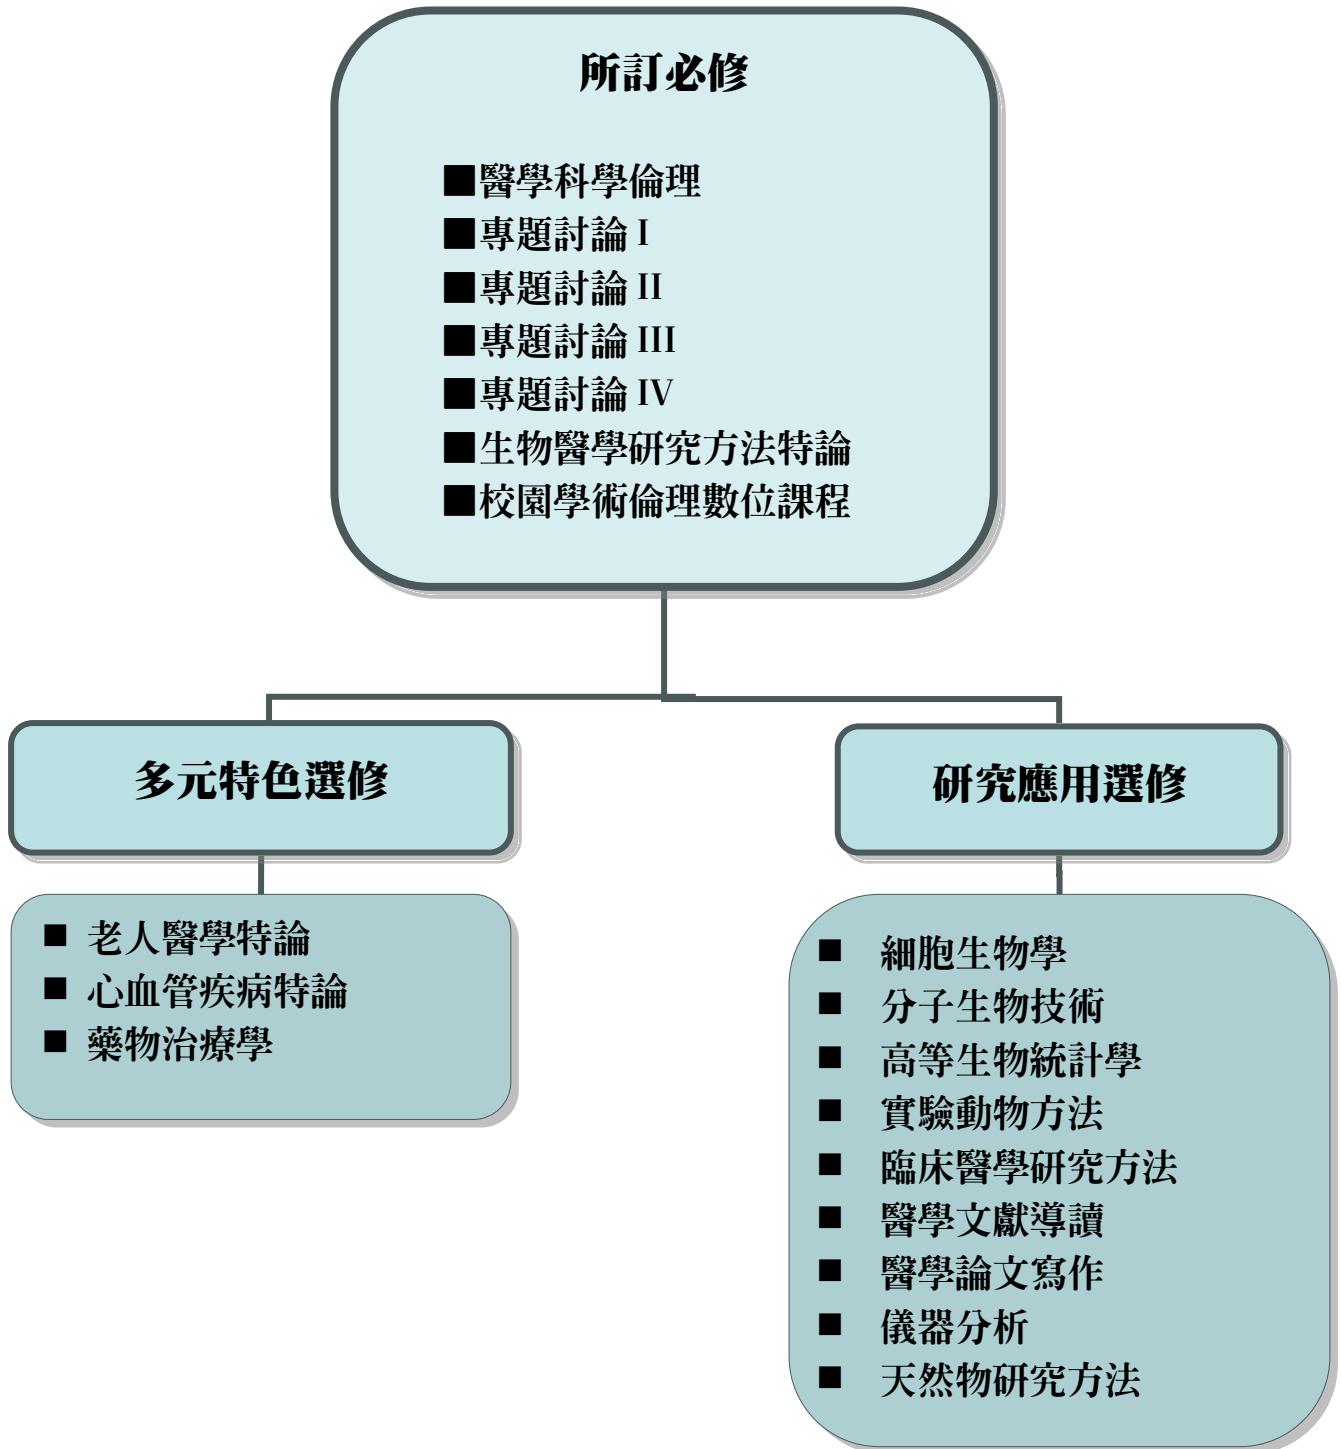 所訂必修
■醫學科學倫理
■專題討論 I
■專題討論 II
■專題討論 III
■專題討論 IV
■生物醫學研究方法特論
■校園學術倫理數位課程
多元特色選修
■ 老人醫學特論
■ 心血管疾病特論
■ 藥物治療學
研究應用選修
■ 細胞生物學
■ 分子生物技術
■ 高等生物統計學
■ 實驗動物方法
■ 臨床醫學研究方法
■ 醫學文獻導讀
■ 醫學論文寫作
■ 儀器分析
■ 天然物研究方法